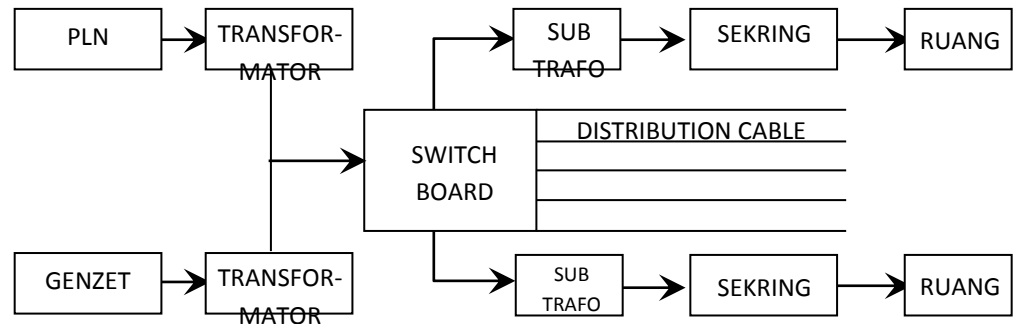 PLN
TRANSFOR-
MATOR
SUB
TRAFO
SEKRING
RUANG
DISTRIBUTION CABLE
SWITCH
BOARD
GENZET
TRANSFOR-
MATOR
SUB
TRAFO
SEKRING
RUANG